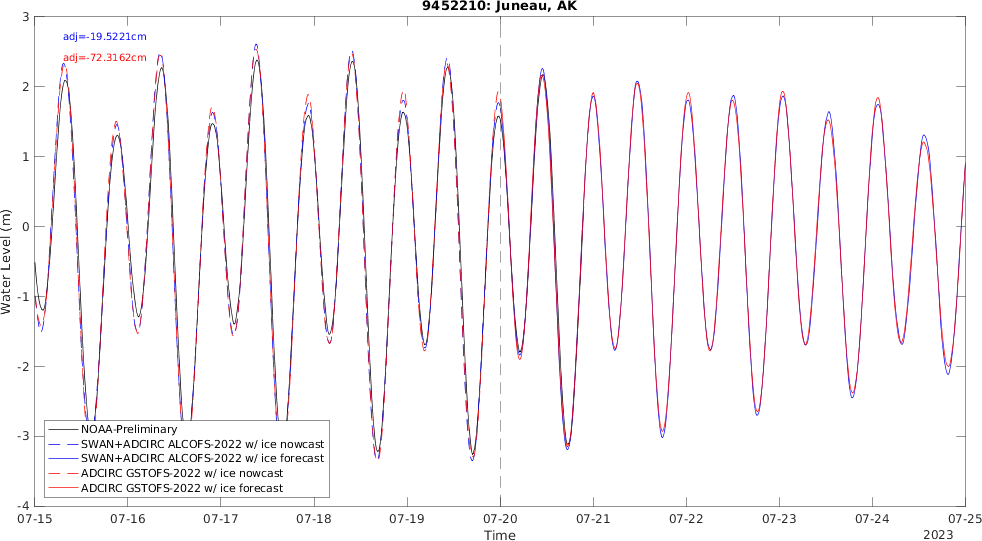 9452210: Juneau, AK
adj=-19.5221cm
adj=-72.3162cm
3
2
1
0
-1
-2
-3
-4
Water Level (m)
NOAA-Preliminary
SWAN+ADCIRC ALCOFS-2022 w/ ice nowcast
SWAN+ADCIRC ALCOFS-2022 w/ ice forecast
ADCIRC GSTOFS-2022 w/ ice nowcast
ADCIRC GSTOFS-2022 w/ ice forecast
07-15 07-16 07-17 07-18 07-19 07-20 07-21 07-22 07-23 07-24 07-25
Time
2023